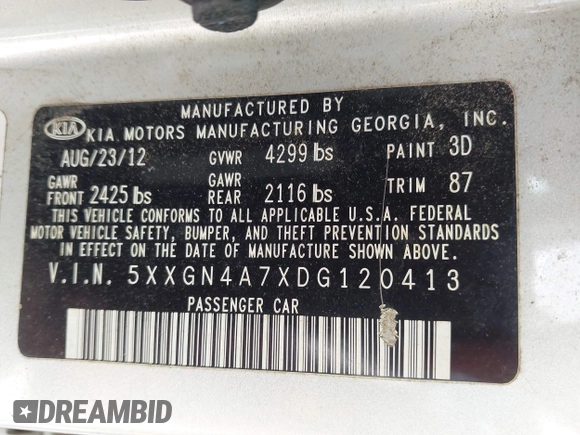 MANUFACTURED BY
KIA KIA MOTORS MANUFACTURING GEORGIA, INC.
AUG/23/12 GVWR 4299 lbs PAINT 3D
GAWR FRONT 2425 lbs GAWR REAR 2116 lbs TRIM 87
THIS VEHICLE CONFORMS TO ALL APPLICABLE U.S.A. FEDERAL
MOTOR VEHICLE SAFETY, BUMPER, AND THEFT PREVENTION STANDARDS
IN EFFECT ON THE DATE OF MANUFACTURE SHOWN ABOVE.
V.I.N. 5XXGN4A7XDG120413
PASSENGER CAR
DREAMBID